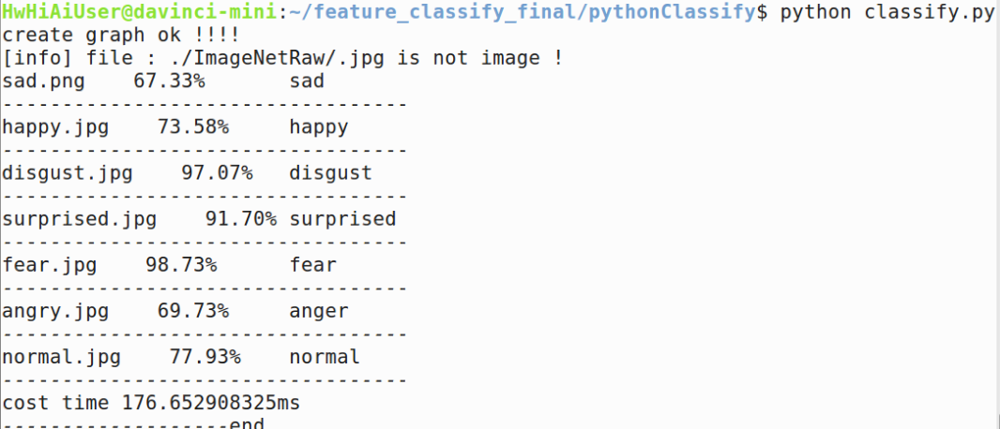 HwHiAiUser@davinci-mini:~/feature_classify_final/pythonClassify$ python classify.py
create graph ok !!!!
[info] file : ./ImageNetRaw/.jpg is not image !
sad.png    67.33%       sad
----------------------------------
happy.jpg    73.58%     happy
----------------------------------
disgust.jpg    97.07%   disgust
----------------------------------
surprised.jpg    91.70% surprised
----------------------------------
fear.jpg    98.73%      fear
----------------------------------
angry.jpg    69.73%     anger
----------------------------------
normal.jpg    77.93%    normal
----------------------------------
cost time 176.652908325ms
-------------------end